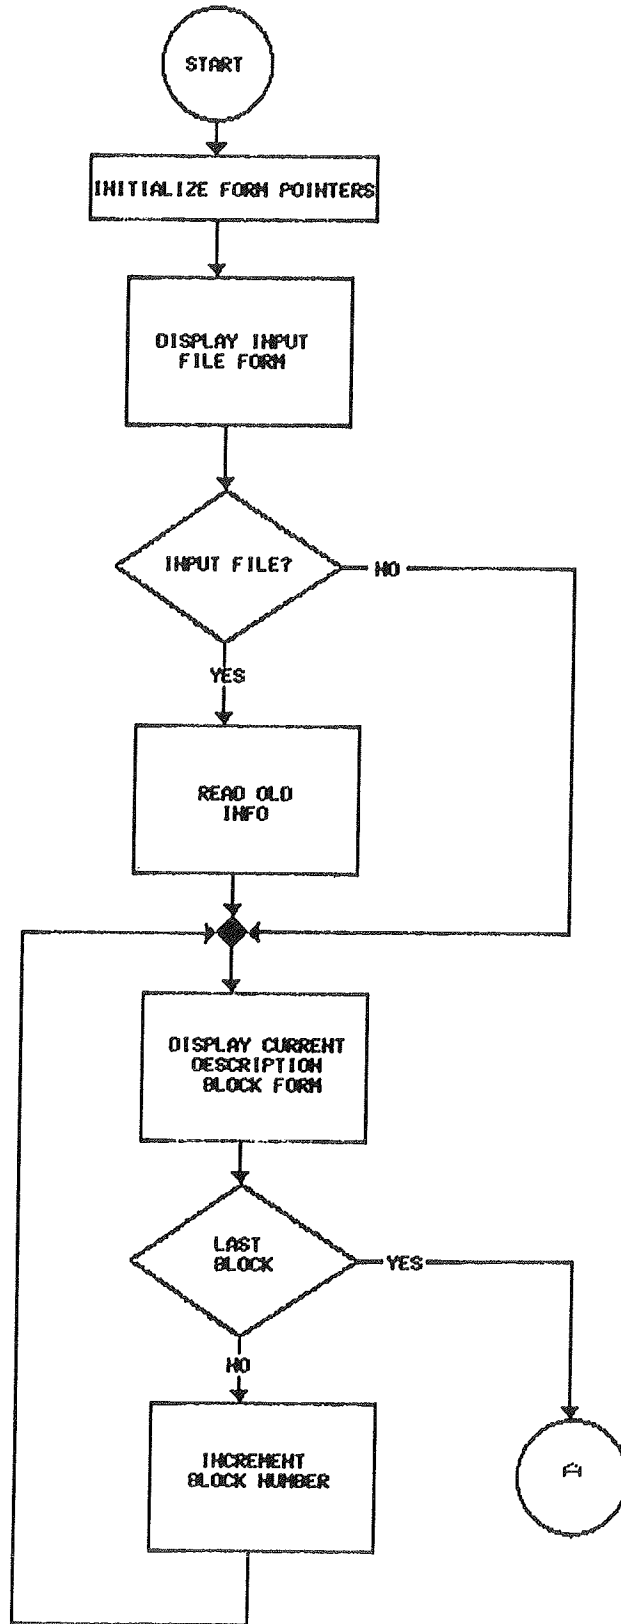 START
INITIALIZE FORM POINTERS
DISPLAY INPUT
FILE FORM
INPUT FILE?
NO
YES
READ OLD
INFO
DISPLAY CURRENT
DESCRIPTION
BLOCK FORM
LAST
BLOCK
YES
NO
INCREMENT
BLOCK NUMBER
A